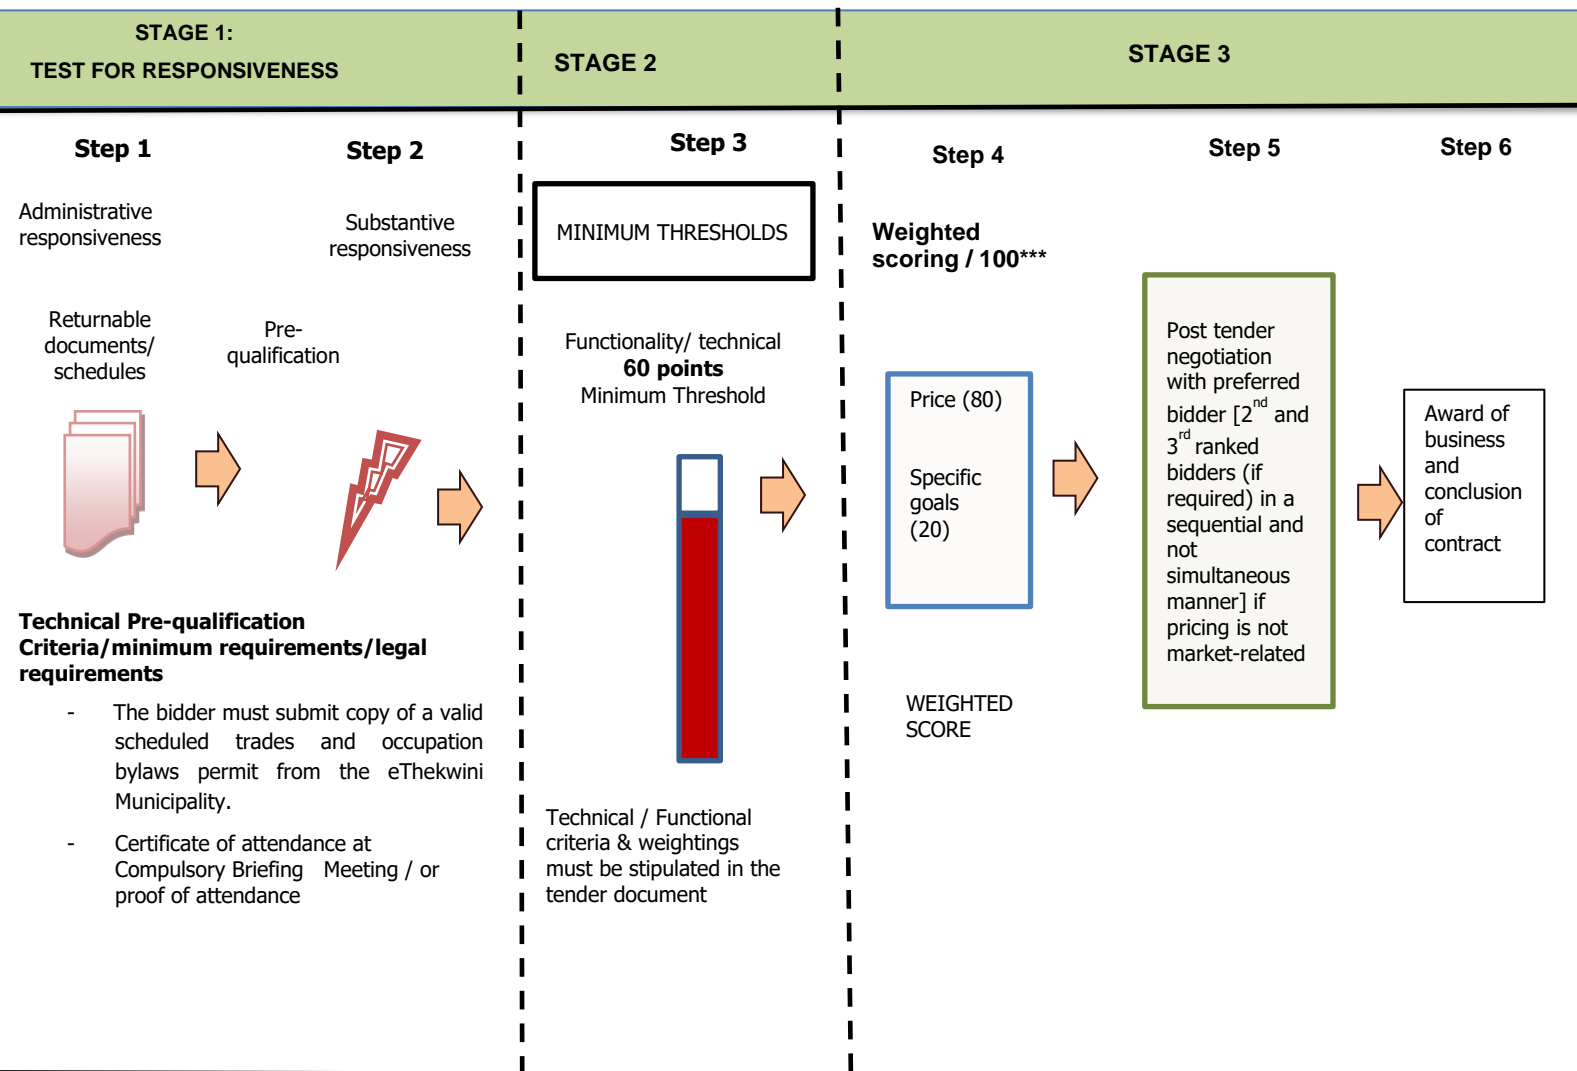 STAGE 1:
TEST FOR RESPONSIVENESS
STAGE 2
STAGE 3
Step 1
Administrative
responsiveness
Returnable
documents/
schedules
Step 2
Substantive
responsiveness
Pre-
qualification
Technical Pre-qualification
Criteria/minimum requirements/legal
requirements
- The bidder must submit copy of a valid
scheduled trades and occupation
bylaws permit from the eThekwini
Municipality.
- Certificate of attendance at
Compulsory Briefing Meeting / or
proof of attendance
Step 3
MINIMUM THRESHOLDS
Functionality/ technical
60 points
Minimum Threshold
Technical / Functional
criteria & weightings
must be stipulated in the
tender document
Step 4
Weighted
scoring / 100***
Price (80)
Specific
goals
(20)
WEIGHTED
SCORE
Step 5
Post tender
negotiation
with preferred
bidder [2nd and
3rd ranked
bidders (if
required) in a
sequential and
not
simultaneous
manner] if
pricing is not
market-related
Step 6
Award of
business
and
conclusion
of
contract